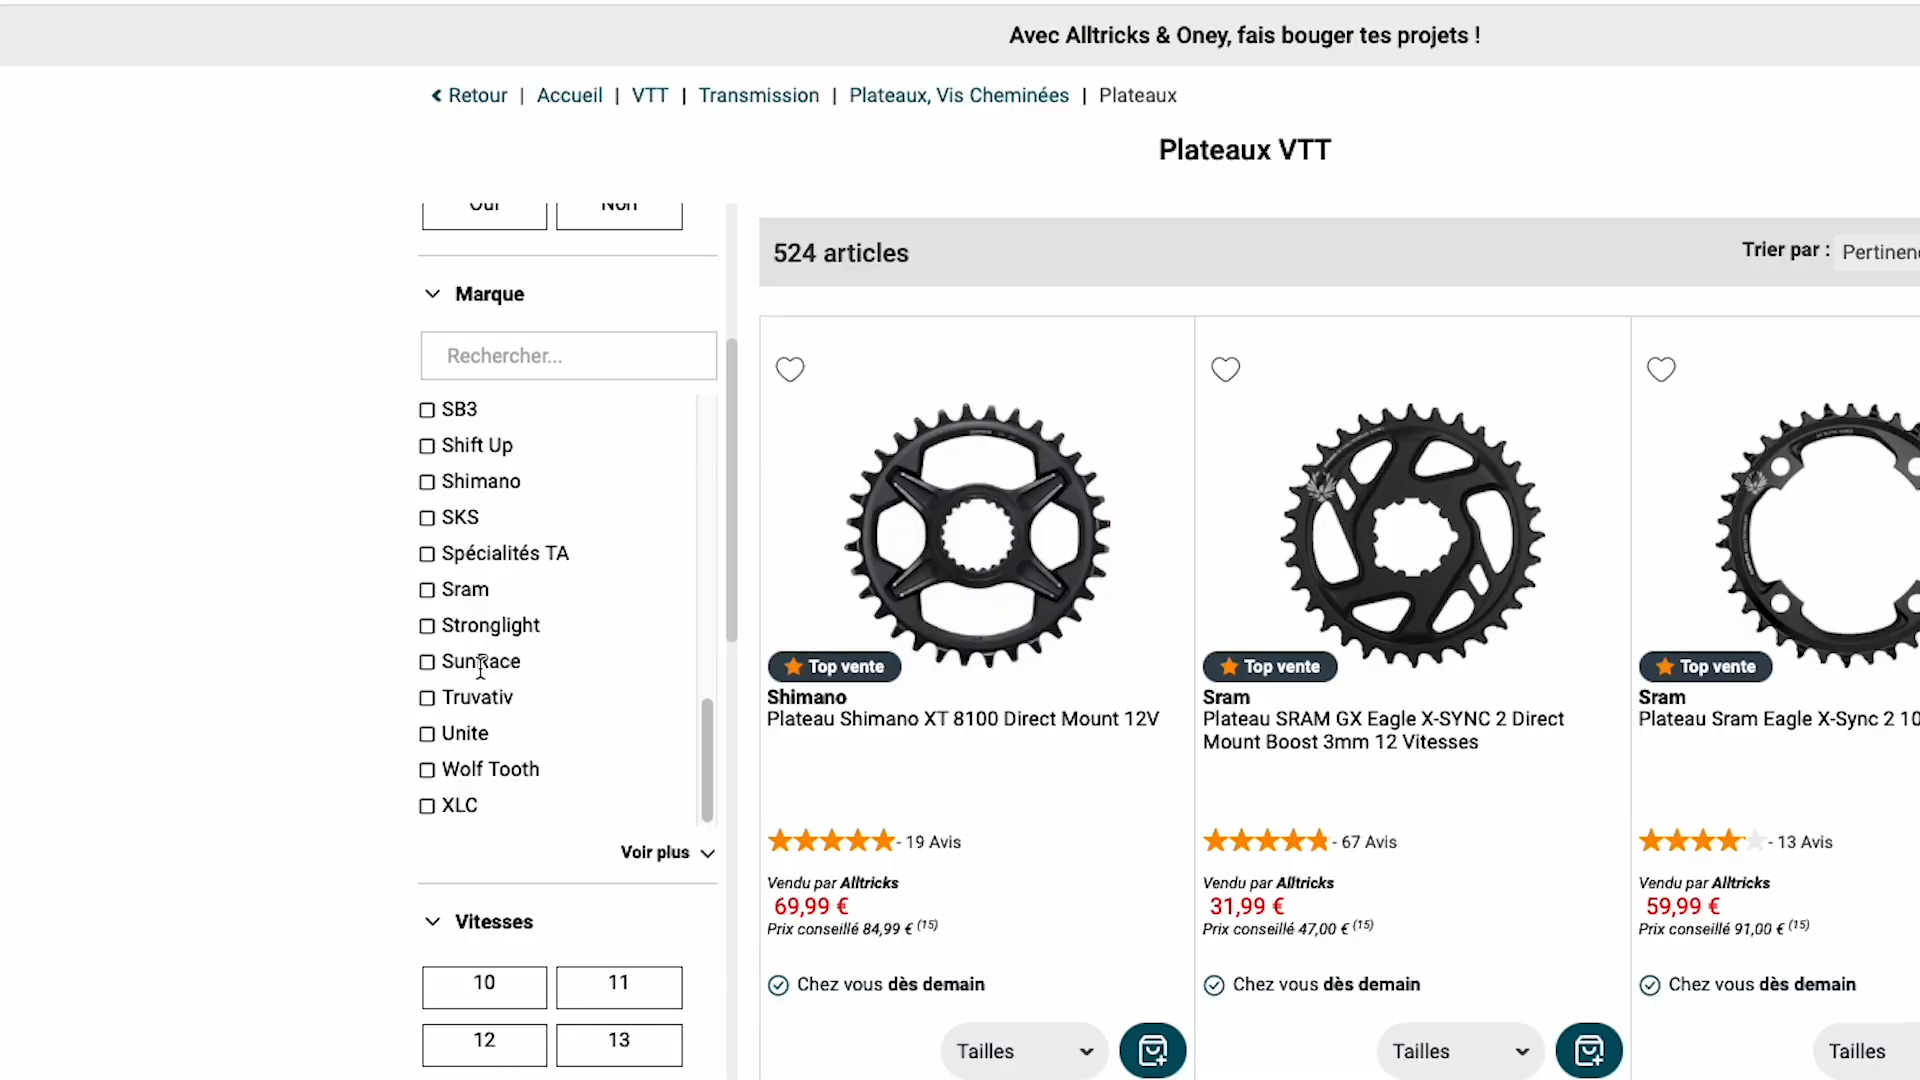 Avec Alltricks & Oney, fais bouger tes projets !
Retour | Accueil | VTT | Transmission | Plateaux, Vis Cheminées | Plateaux
Plateaux VTT
Oui Non
Marque
Rechercher...
SB3
Shift Up
Shimano
SKS
Spécialités TA
Sram
Stronglight
SunRace
Truvativ
Unite
Wolf Tooth
XLC
Voir plus
Vitesses
10 11
12 13
524 articles
Trier par :
Top vente
Shimano
Plateau Shimano XT 8100 Direct Mount 12V
- 19 Avis
Vendu par Alltricks
69,99 €
Prix conseillé 84,99 € (15)
Chez vous dès demain
Tailles
Top vente
Sram
Plateau SRAM GX Eagle X-SYNC 2 Direct
Mount Boost 3mm 12 Vitesses
- 67 Avis
Vendu par Alltricks
31,99 €
Prix conseillé 47,00 € (15)
Chez vous dès demain
Tailles
Top vente
Sram
Plateau Sram Eagle X-Sync 2 10
- 13 Avis
Vendu par Alltricks
59,99 €
Prix conseillé 91,00 € (15)
Chez vous dès demain
Tailles